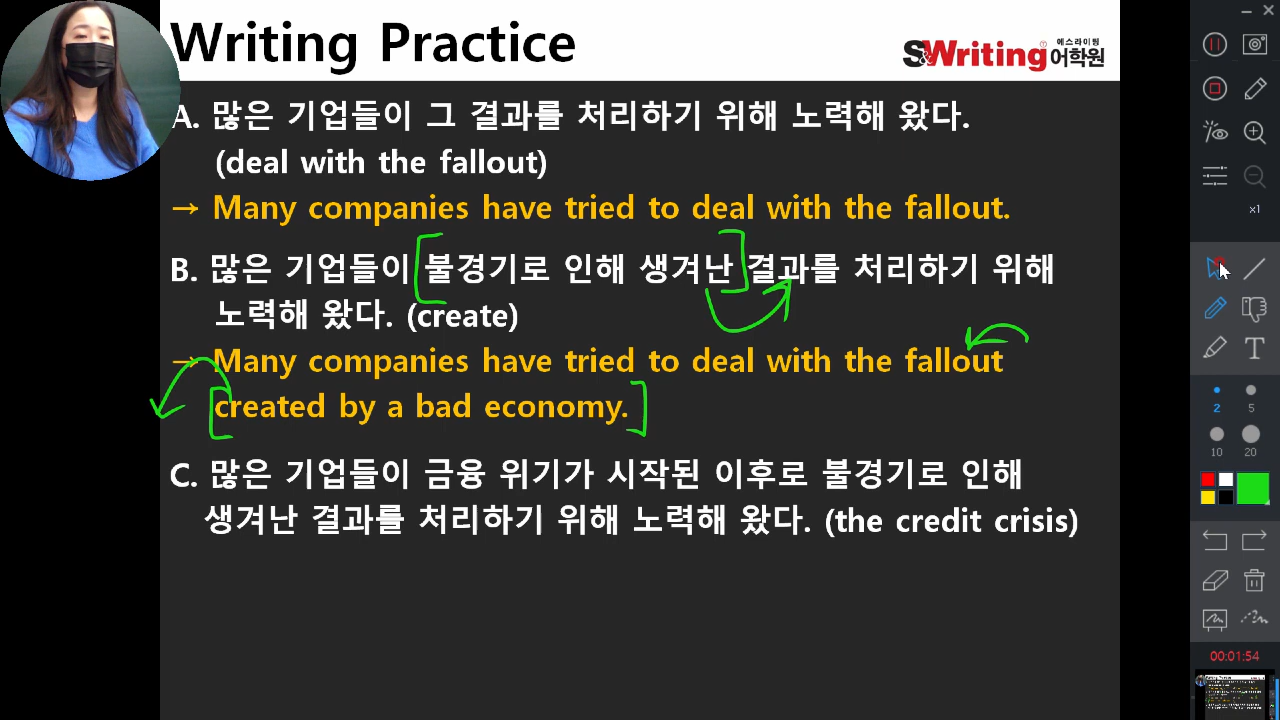 Writing Practice
S&Writing 에스라이팅 어학원
A. 많은 기업들이 그 결과를 처리하기 위해 노력해 왔다.
(deal with the fallout)
→ Many companies have tried to deal with the fallout.
B. 많은 기업들이 불경기로 인해 생겨난 결과를 처리하기 위해
노력해 왔다. (create)
→ Many companies have tried to deal with the fallout
created by a bad economy.
C. 많은 기업들이 금융 위기가 시작된 이후로 불경기로 인해
생겨난 결과를 처리하기 위해 노력해 왔다. (the credit crisis)
x1
T
2
5
10
20
00:01:54